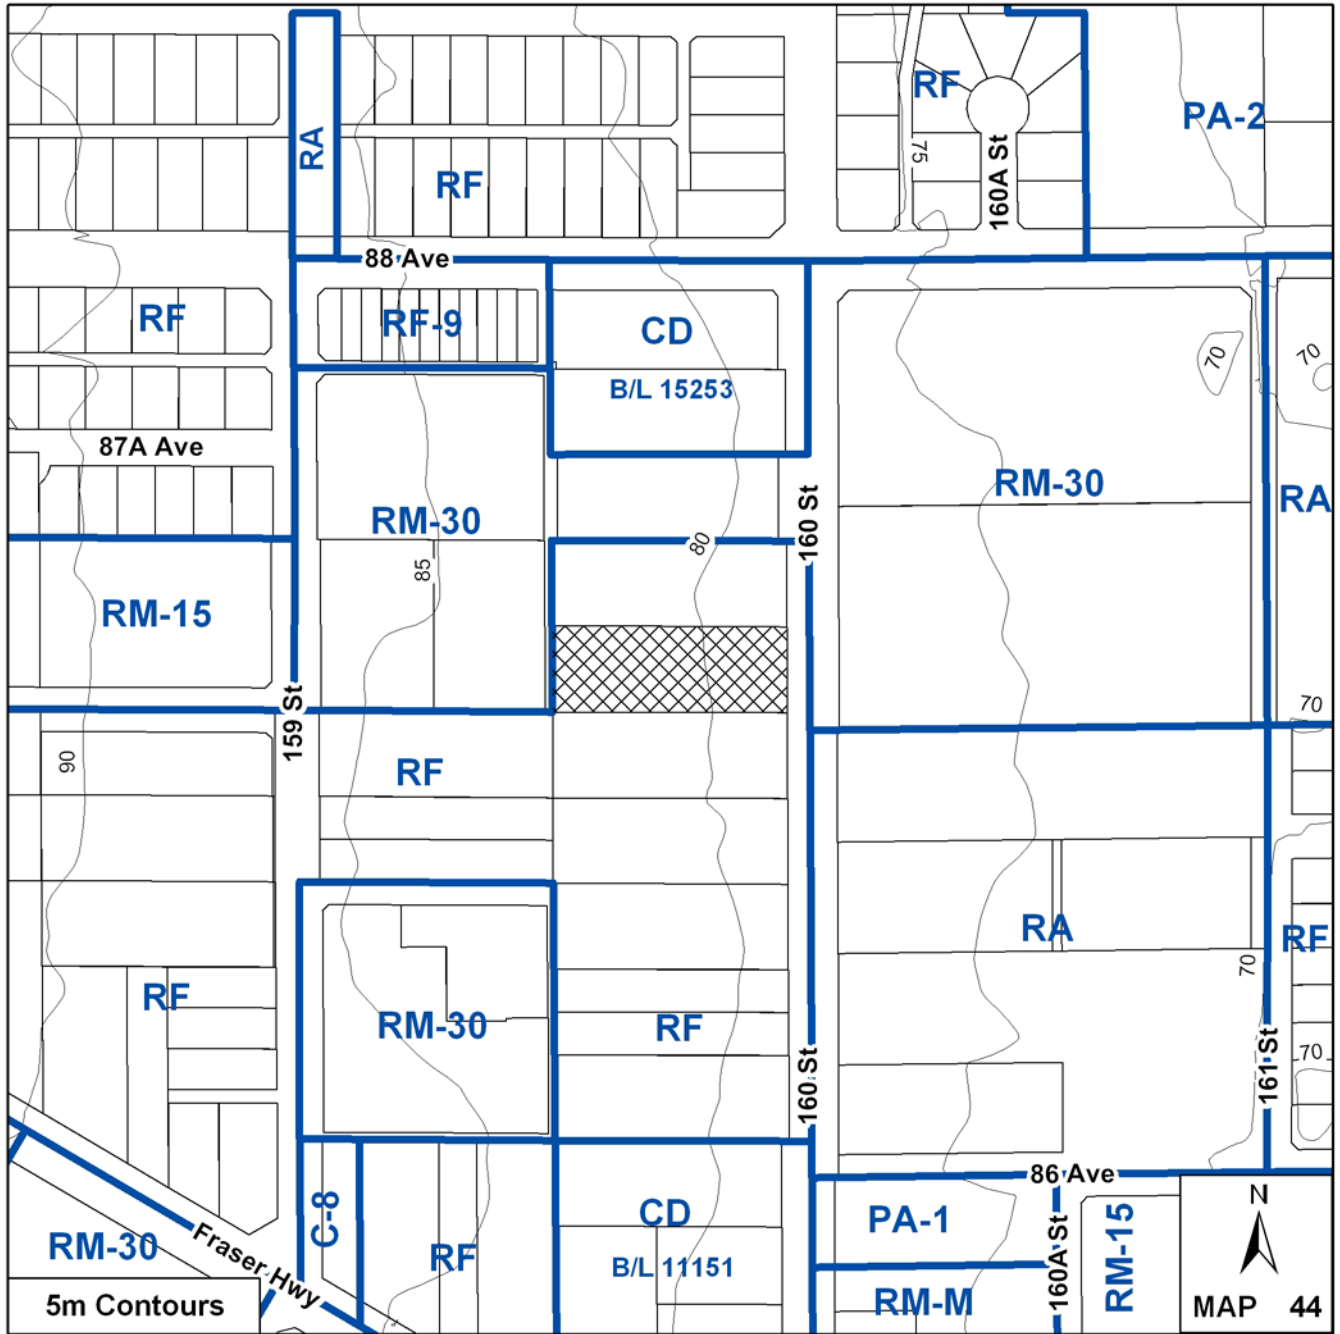 RA
RF
RF
75
160A St
PA-2
88 Ave
RF
RF-9
CD
B/L 15253
70
70
87A Ave
RM-30
RM-30
RA
160 St
80
85
RM-15
159 St
70
90
RF
RA
RF
70
RF
RM-30
RF
160 St
161 St
70
86 Ave
C-8
CD
PA-1
160A St
RM-15
N
RM-30
Fraser Hwy
RF
B/L 11151
RM-M
5m Contours
MAP 44